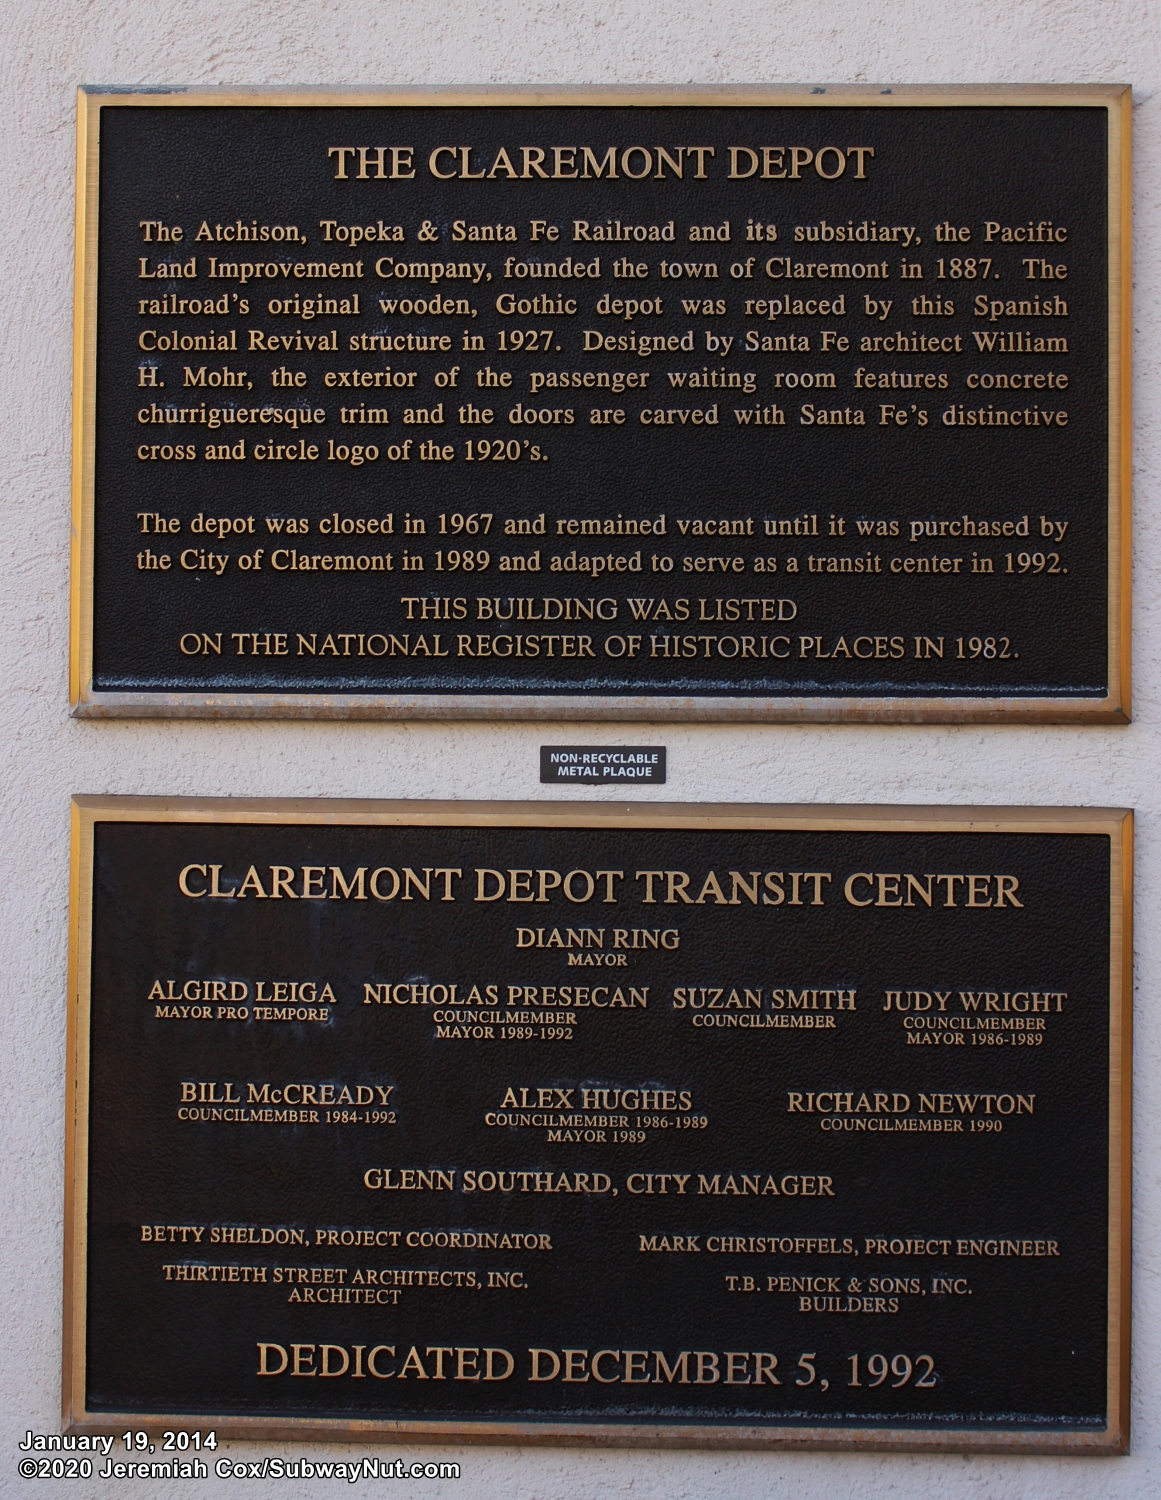 THE CLAREMONT DEPOT
The Atchison, Topeka & Santa Fe Railroad and its subsidiary, the Pacific
Land Improvement Company, founded the town of Claremont in 1887. The
railroad's original wooden, Gothic depot was replaced by this Spanish
Colonial Revival structure in 1927. Designed by Santa Fe architect William
H. Mohr, the exterior of the passenger waiting room features concrete
churrigueresque trim and the doors are carved with Santa Fe's distinctive
cross and circle logo of the 1920's.
The depot was closed in 1967 and remained vacant until it was purchased by
the City of Claremont in 1989 and adapted to serve as a transit center in 1992.
THIS BUILDING WAS LISTED
ON THE NATIONAL REGISTER OF HISTORIC PLACES IN 1982.
NON-RECYCLABLE
METAL PLAQUE
CLAREMONT DEPOT TRANSIT CENTER
DIANN RING
MAYOR
ALGIRD LEIGA NICHOLAS PRESECAN SUZAN SMITH JUDY WRIGHT
MAYOR PRO TEMPORE COUNCILMEMBER COUNCILMEMBER COUNCILMEMBER
MAYOR 1989-1992 MAYOR 1986-1989
BILL McCREADY ALEX HUGHES RICHARD NEWTON
COUNCILMEMBER 1984-1992 COUNCILMEMBER 1986-1989 COUNCILMEMBER 1990
MAYOR 1989
GLENN SOUTHARD, CITY MANAGER
BETTY SHELDON, PROJECT COORDINATOR MARK CHRISTOFFELS, PROJECT ENGINEER
THIRTIETH STREET ARCHITECTS, INC. T.B. PENICK & SONS, INC.
ARCHITECT BUILDERS
DEDICATED DECEMBER 5, 1992
January 19, 2014
©2020 Jeremiah Cox/SubwayNut.com